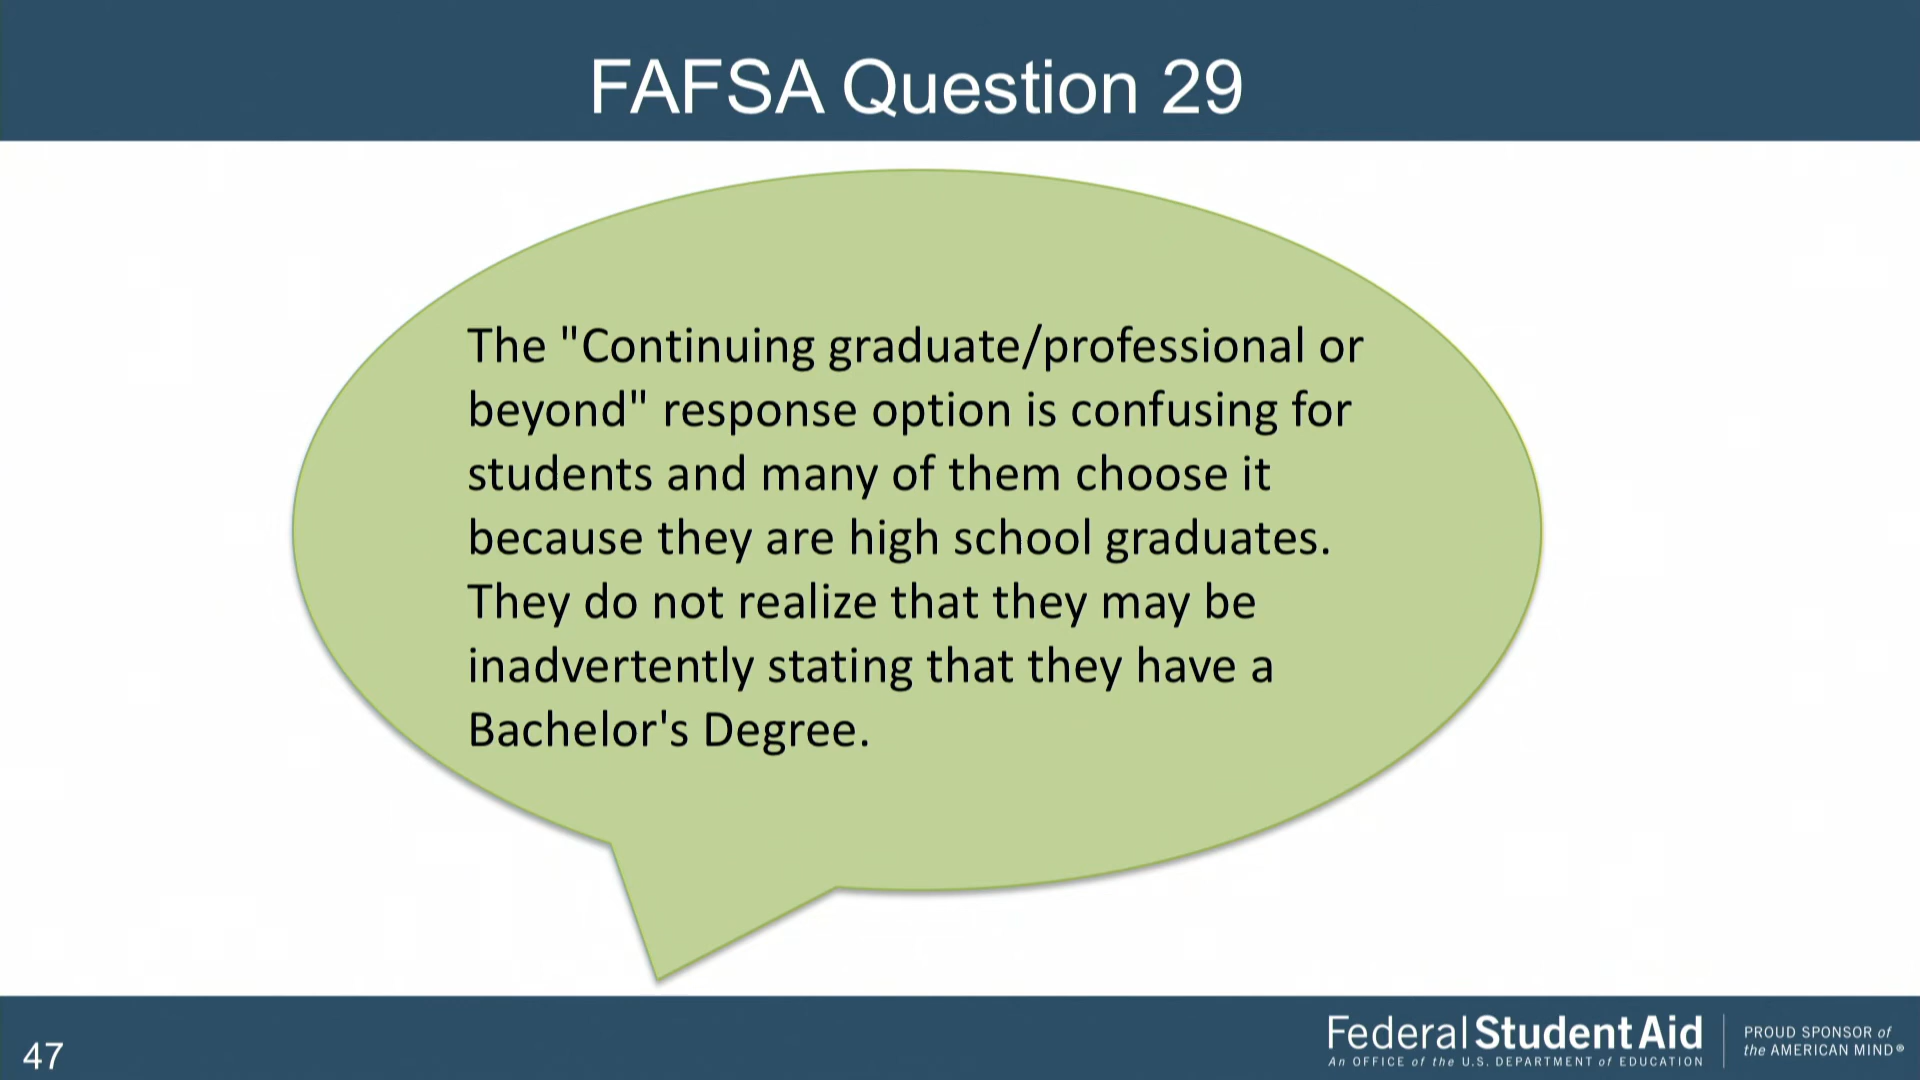 FAFSA Question 29
The "Continuing graduate/professional or
beyond" response option is confusing for
students and many of them choose it
because they are high school graduates.
They do not realize that they may be
inadvertently stating that they have a
Bachelor's Degree.
47
Federal Student Aid
An OFFICE of the U.S. DEPARTMENT of EDUCATION
PROUD SPONSOR of
the AMERICAN MIND®